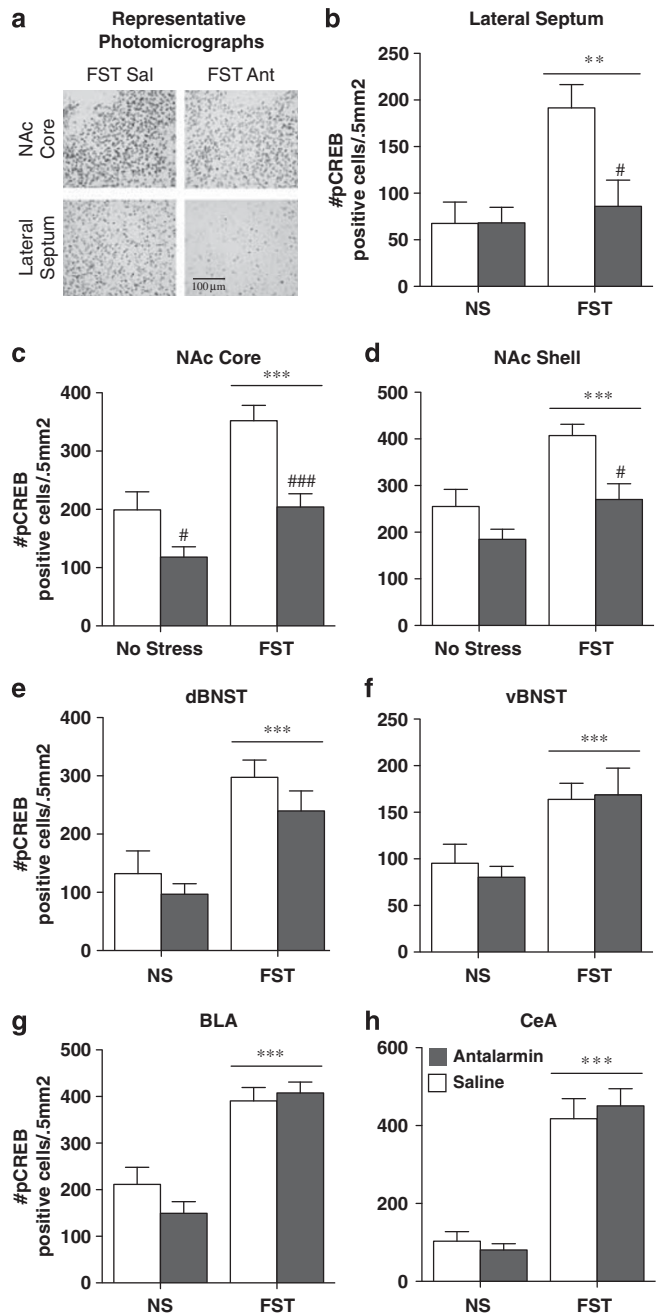 a
Representative
Photomicrographs
FST Sal
FST Ant
NAc
Core
Lateral
Septum
100 µm
b
Lateral Septum
#pCREB
positive cells/.5mm2
250
200
150
100
50
0
**
#
NS
FST
c
NAc Core
#pCREB
positive cells/.5mm2
400
300
200
100
0
***
#
###
No Stress
FST
d
NAc Shell
500
400
300
200
100
0
***
#
No Stress
FST
e
dBNST
#pCREB
positive cells/.5mm2
400
300
200
100
0
***
NS
FST
f
vBNST
250
200
150
100
50
0
***
NS
FST
g
BLA
#pCREB
positive cells/.5mm2
500
400
300
200
100
0
***
NS
FST
h
CeA
600
400
200
0
Antalarmin
Saline
***
NS
FST